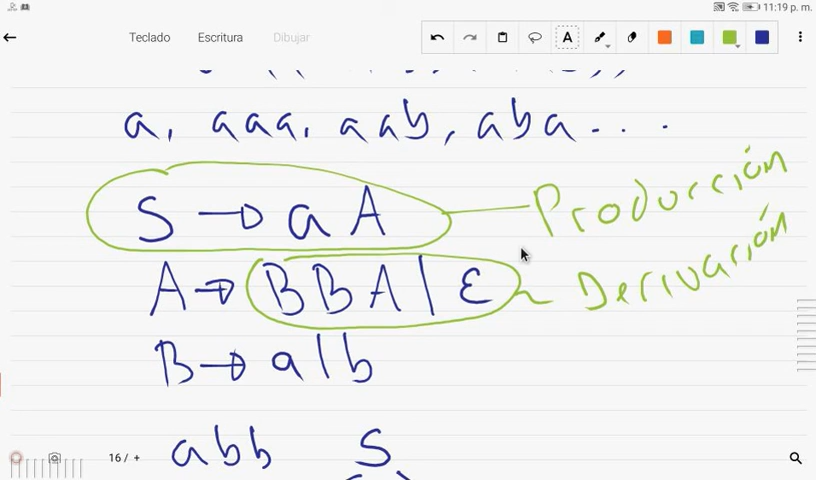 11:19 p. m.
Teclado Escritura Dibujar A
a, aaa, aab, aba...
S → aA Producción
A → BBA|ε Derivación
B → a|b
abb S
16 / +